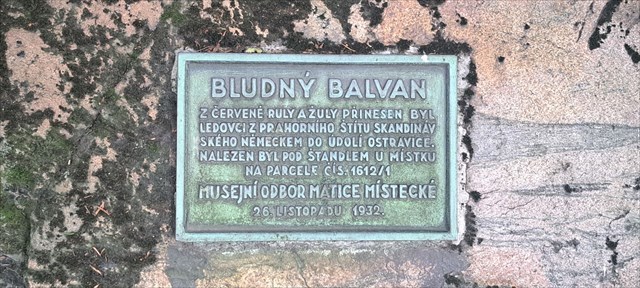 BLUDNÝ BALVAN
Z ČERVENÉ RULY A ŽULY PŘINESEN BYL
LEDOVCI Z PRAHORNÍHO ŠTÍTU SKANDINÁV
SKÉHO NĚMECKEM DO ÚDOLÍ OSTRAVICE.
NALEZEN BYL POD ŠTANDLEM U MÍSTKU
NA PARCELE ČÍS. 1612/1
MUSEJNÍ ODBOR MATICE MÍSTECKÉ
26. LISTOPADU 1932.